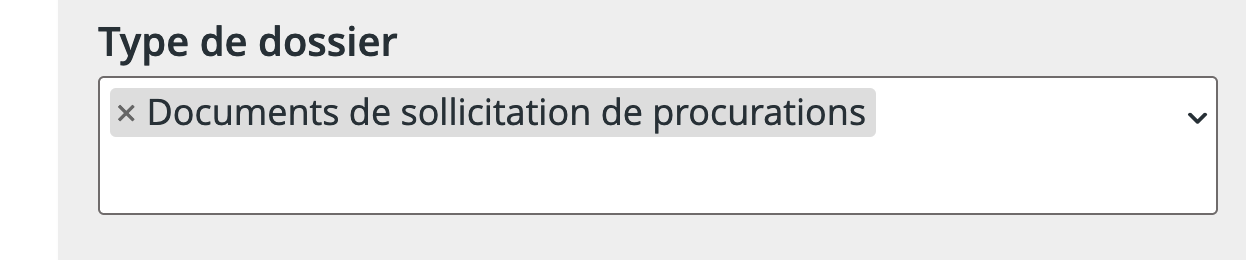 Type de dossier
× Documents de sollicitation de procurations